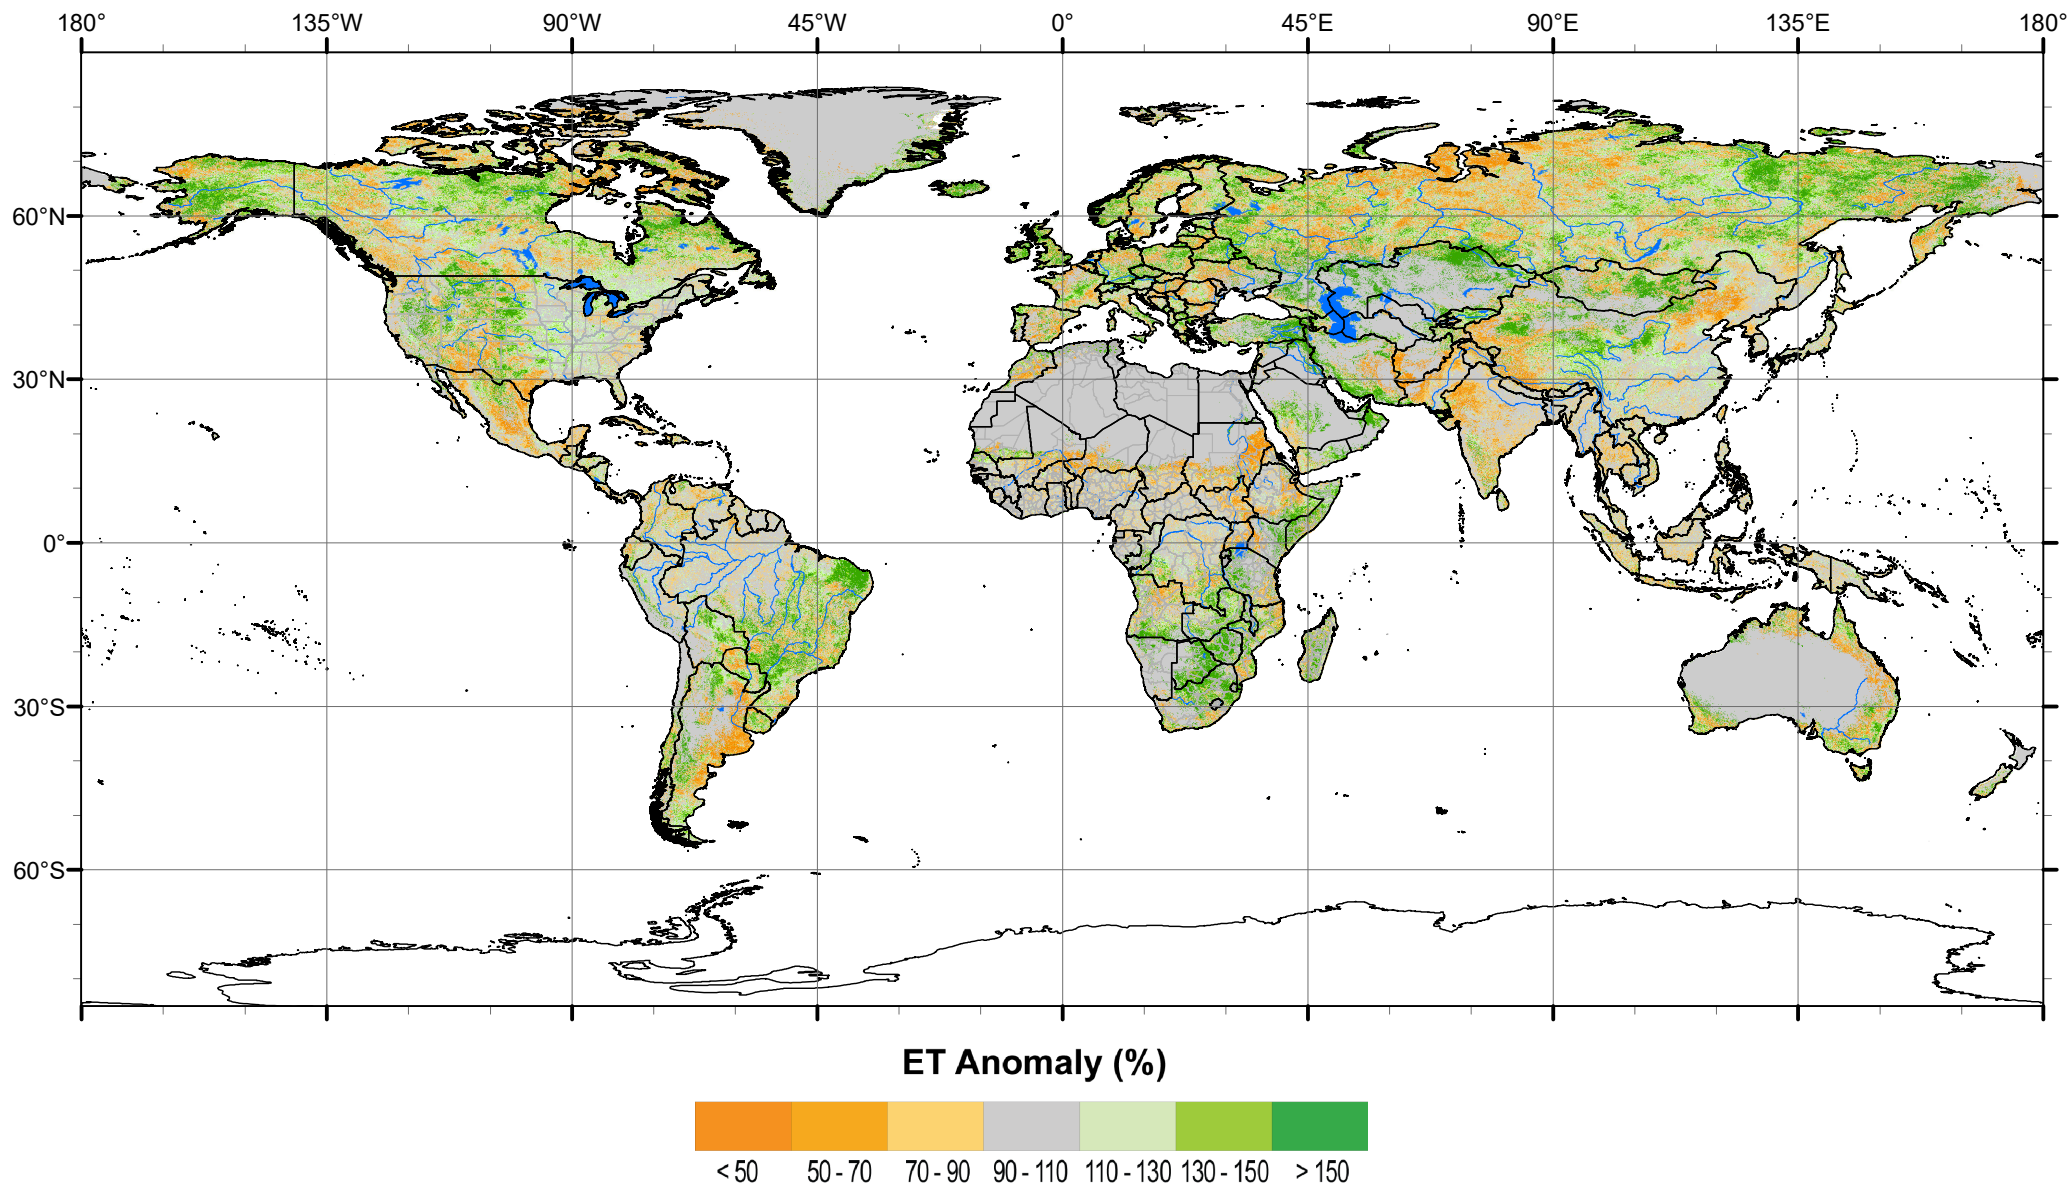 180° 135°W 90°W 45°W 0° 45°E 90°E 135°E 180°
60°N
30°N
0°
30°S
60°S
ET Anomaly (%)
< 50 50 - 70 70 - 90 90 - 110 110 - 130 130 - 150 > 150